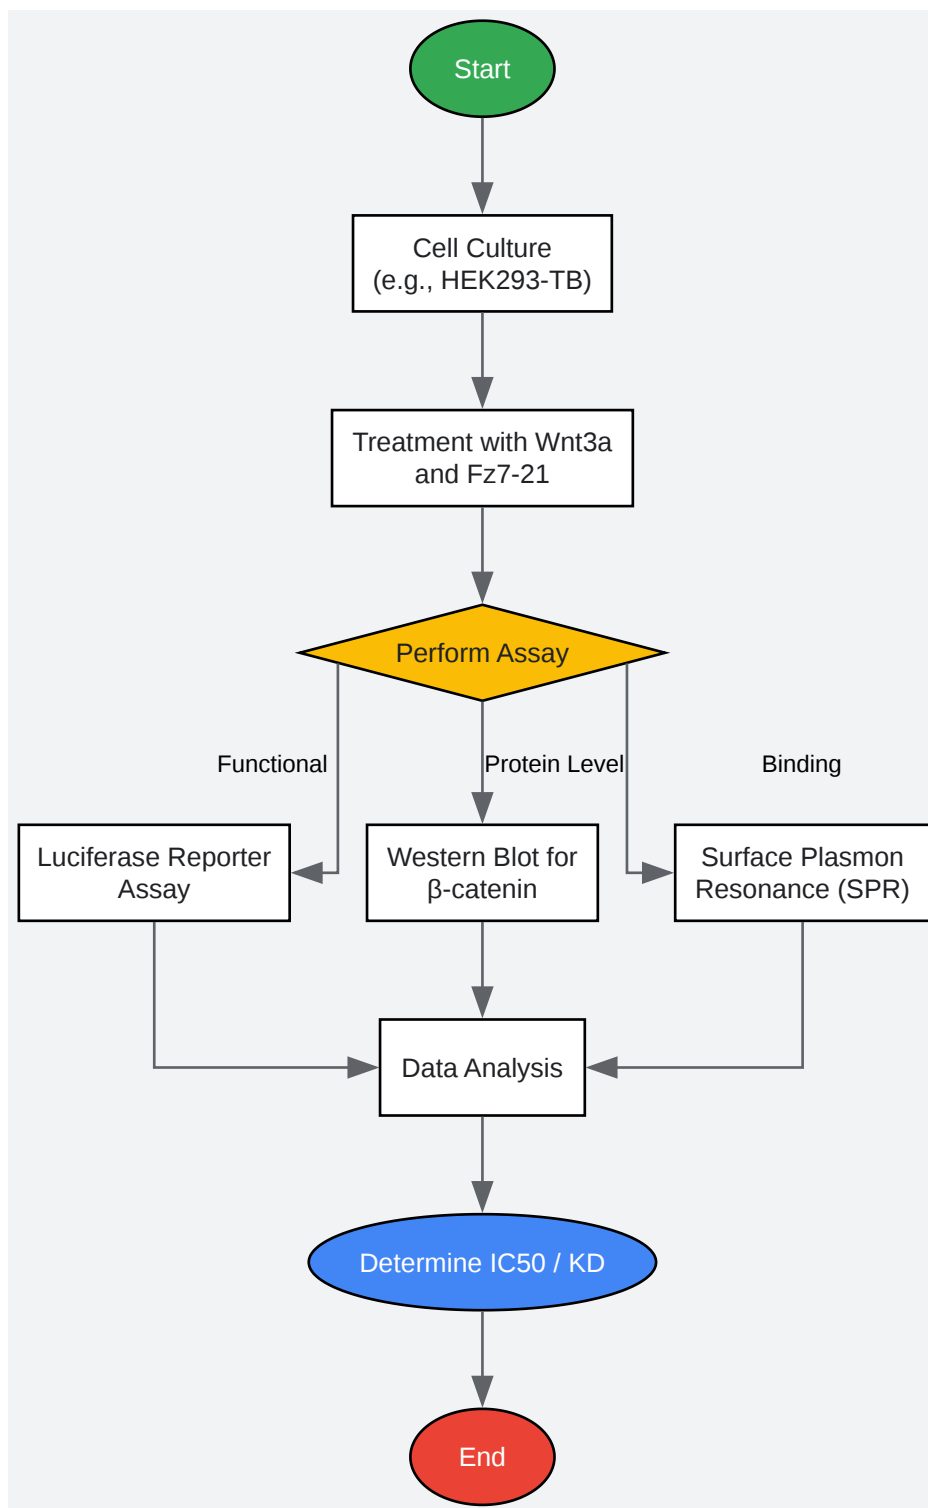 Start
Cell Culture
(e.g., HEK293-TB)
Treatment with Wnt3a
and Fz7-21
Perform Assay
Functional
Protein Level
Binding
Luciferase Reporter
Assay
Western Blot for
β-catenin
Surface Plasmon
Resonance (SPR)
Data Analysis
Determine IC50 / KD
End